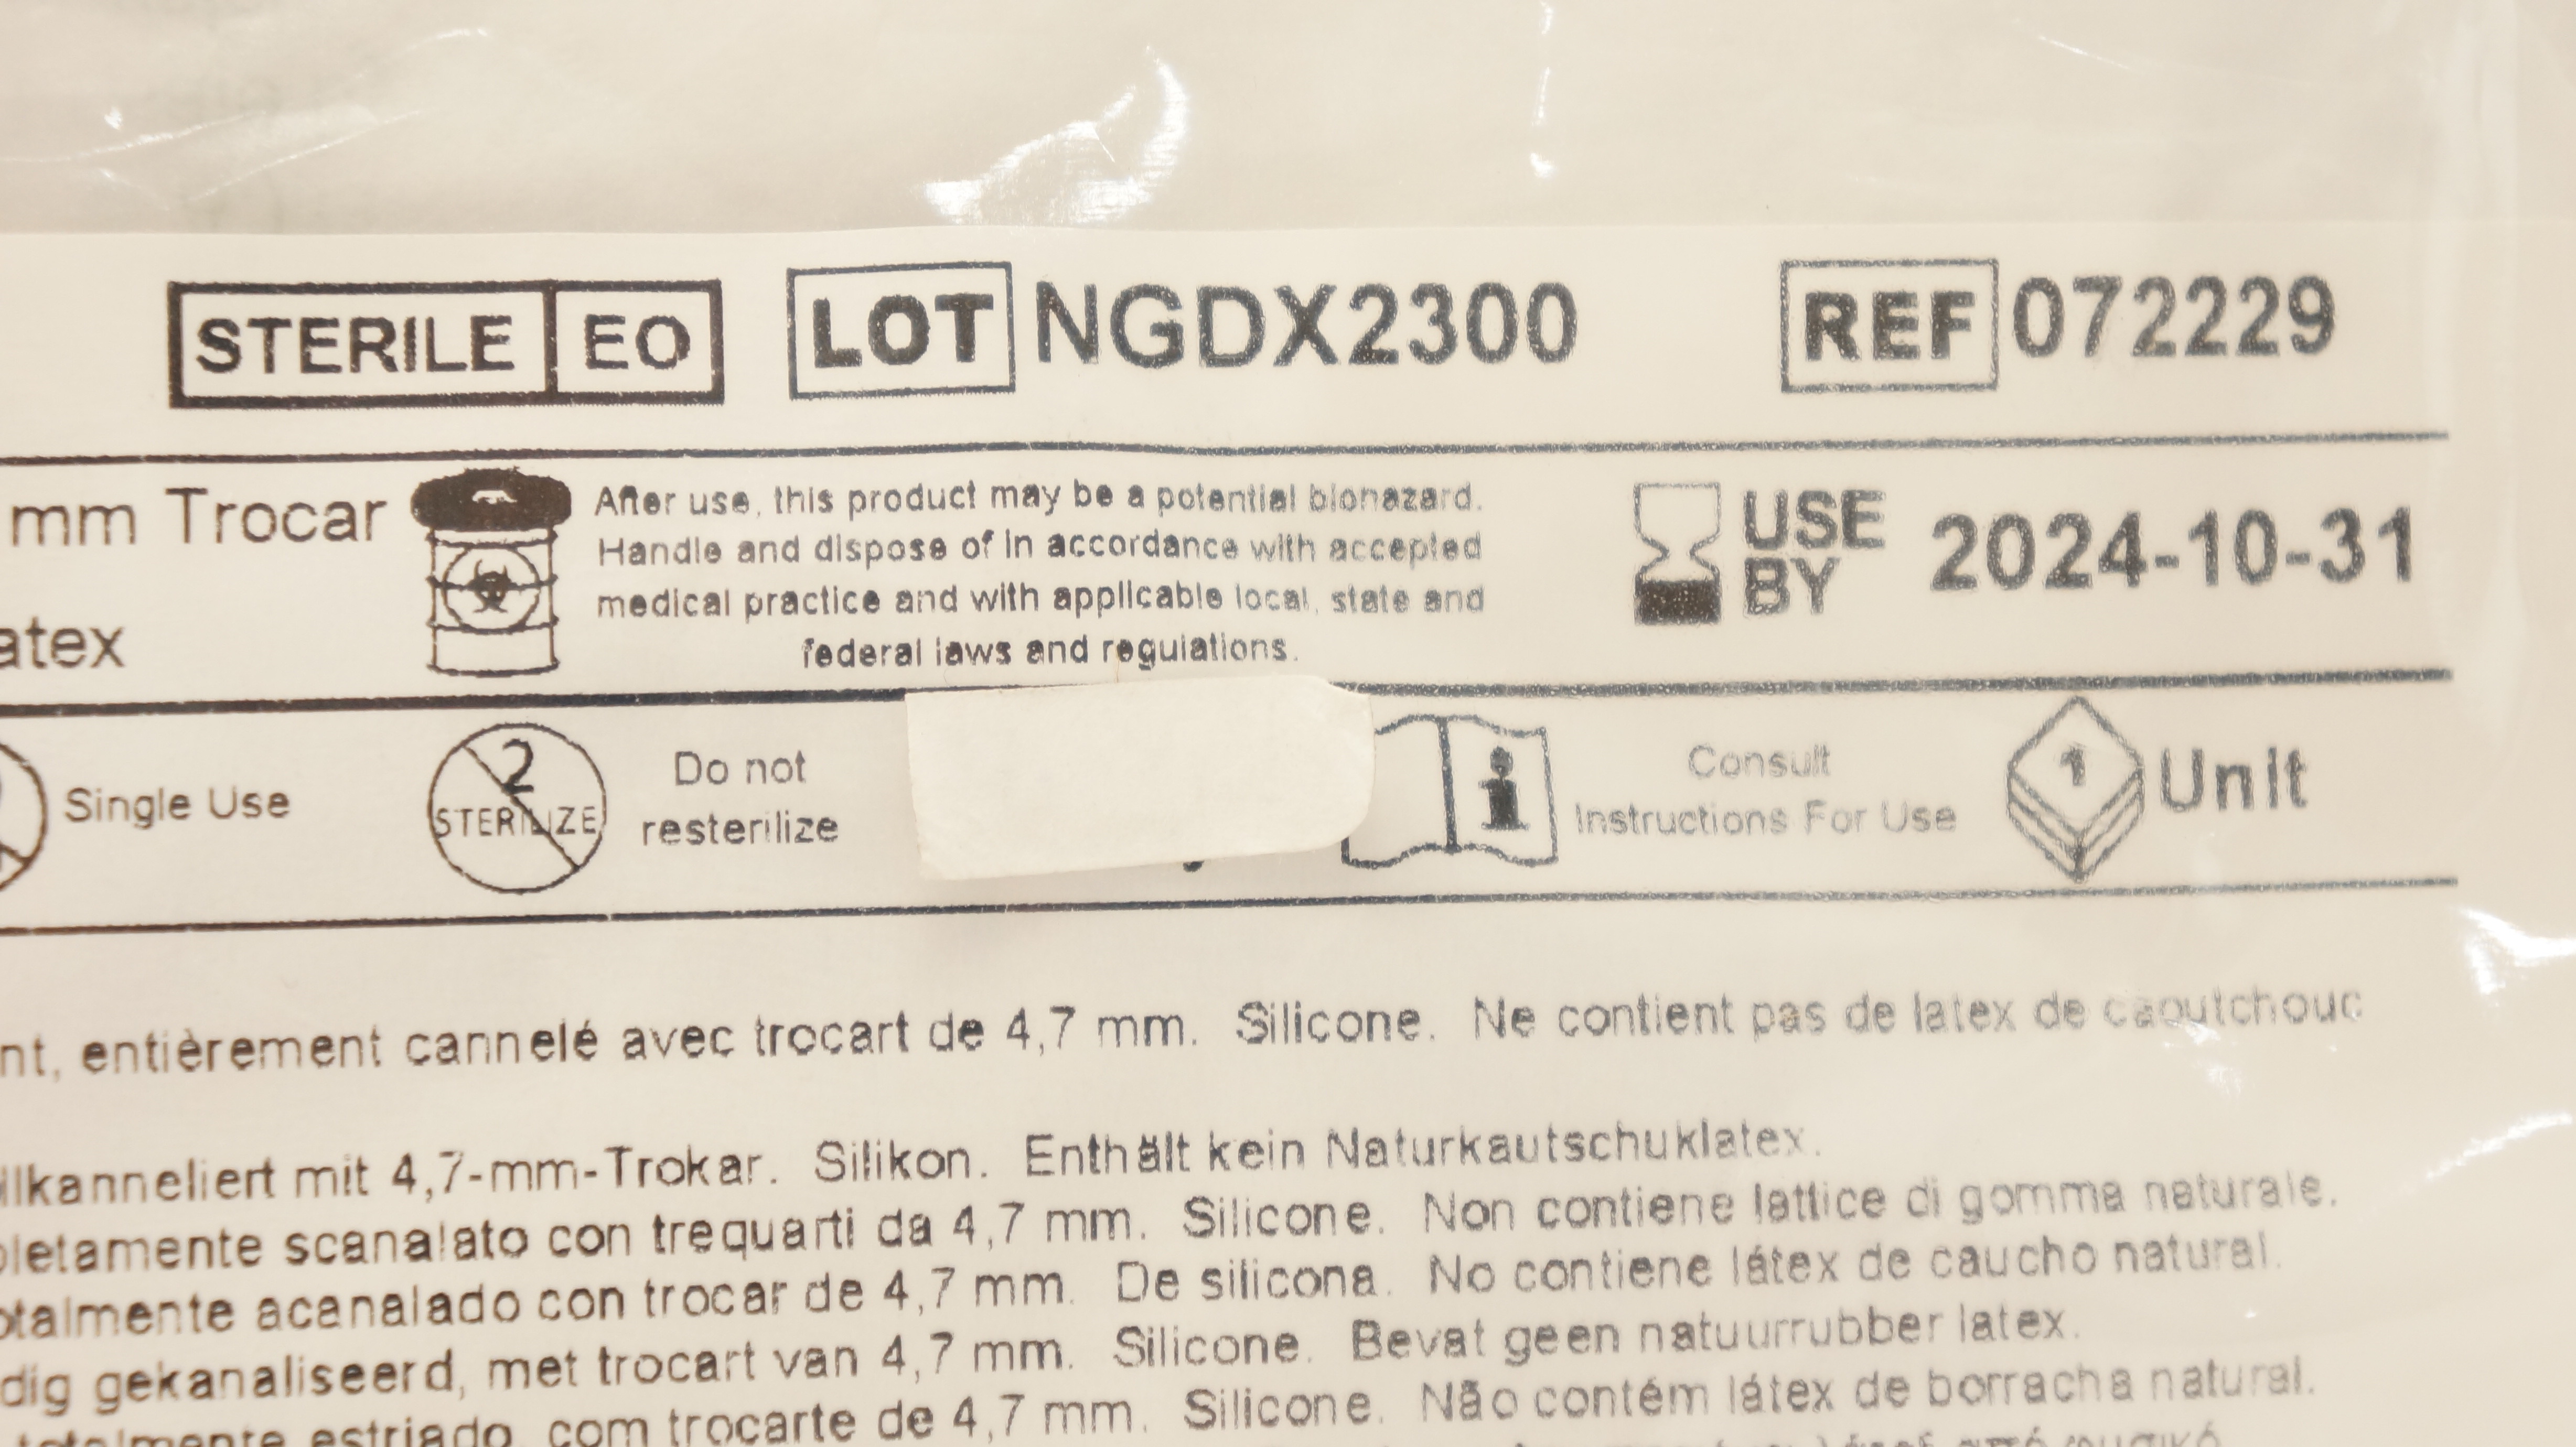 STERILE EO LOT NGDX2300 REF 072229
mm Trocar
atex
After use, this product may be a potential biohazard.
Handle and dispose of in accordance with accepted
medical practice and with applicable local, state and
federal laws and regulations.
USE
BY 2024-10-31
Single Use
2
STERILIZE
Do not
resterilize
Consult
Instructions For Use
1 Unit
nt, entièrement cannelé avec trocart de 4,7 mm. Silicone. Ne contient pas de latex de caoutchouc
llkanneliert mit 4,7-mm-Trokar. Silikon. Enthält kein Naturkautschuklatex.
pletamente scanalato con trequarti da 4,7 mm. Silicone. Non contiene lattice di gomma naturale.
otalmente acanalado con trocar de 4,7 mm. De silicona. No contiene látex de caucho natural.
dig gekanaliseerd, met trocart van 4,7 mm. Silicone. Bevat geen natuurrubber latex.
totalmente estriado, com trocarte de 4,7 mm. Silicone. Não contém látex de borracha natural.